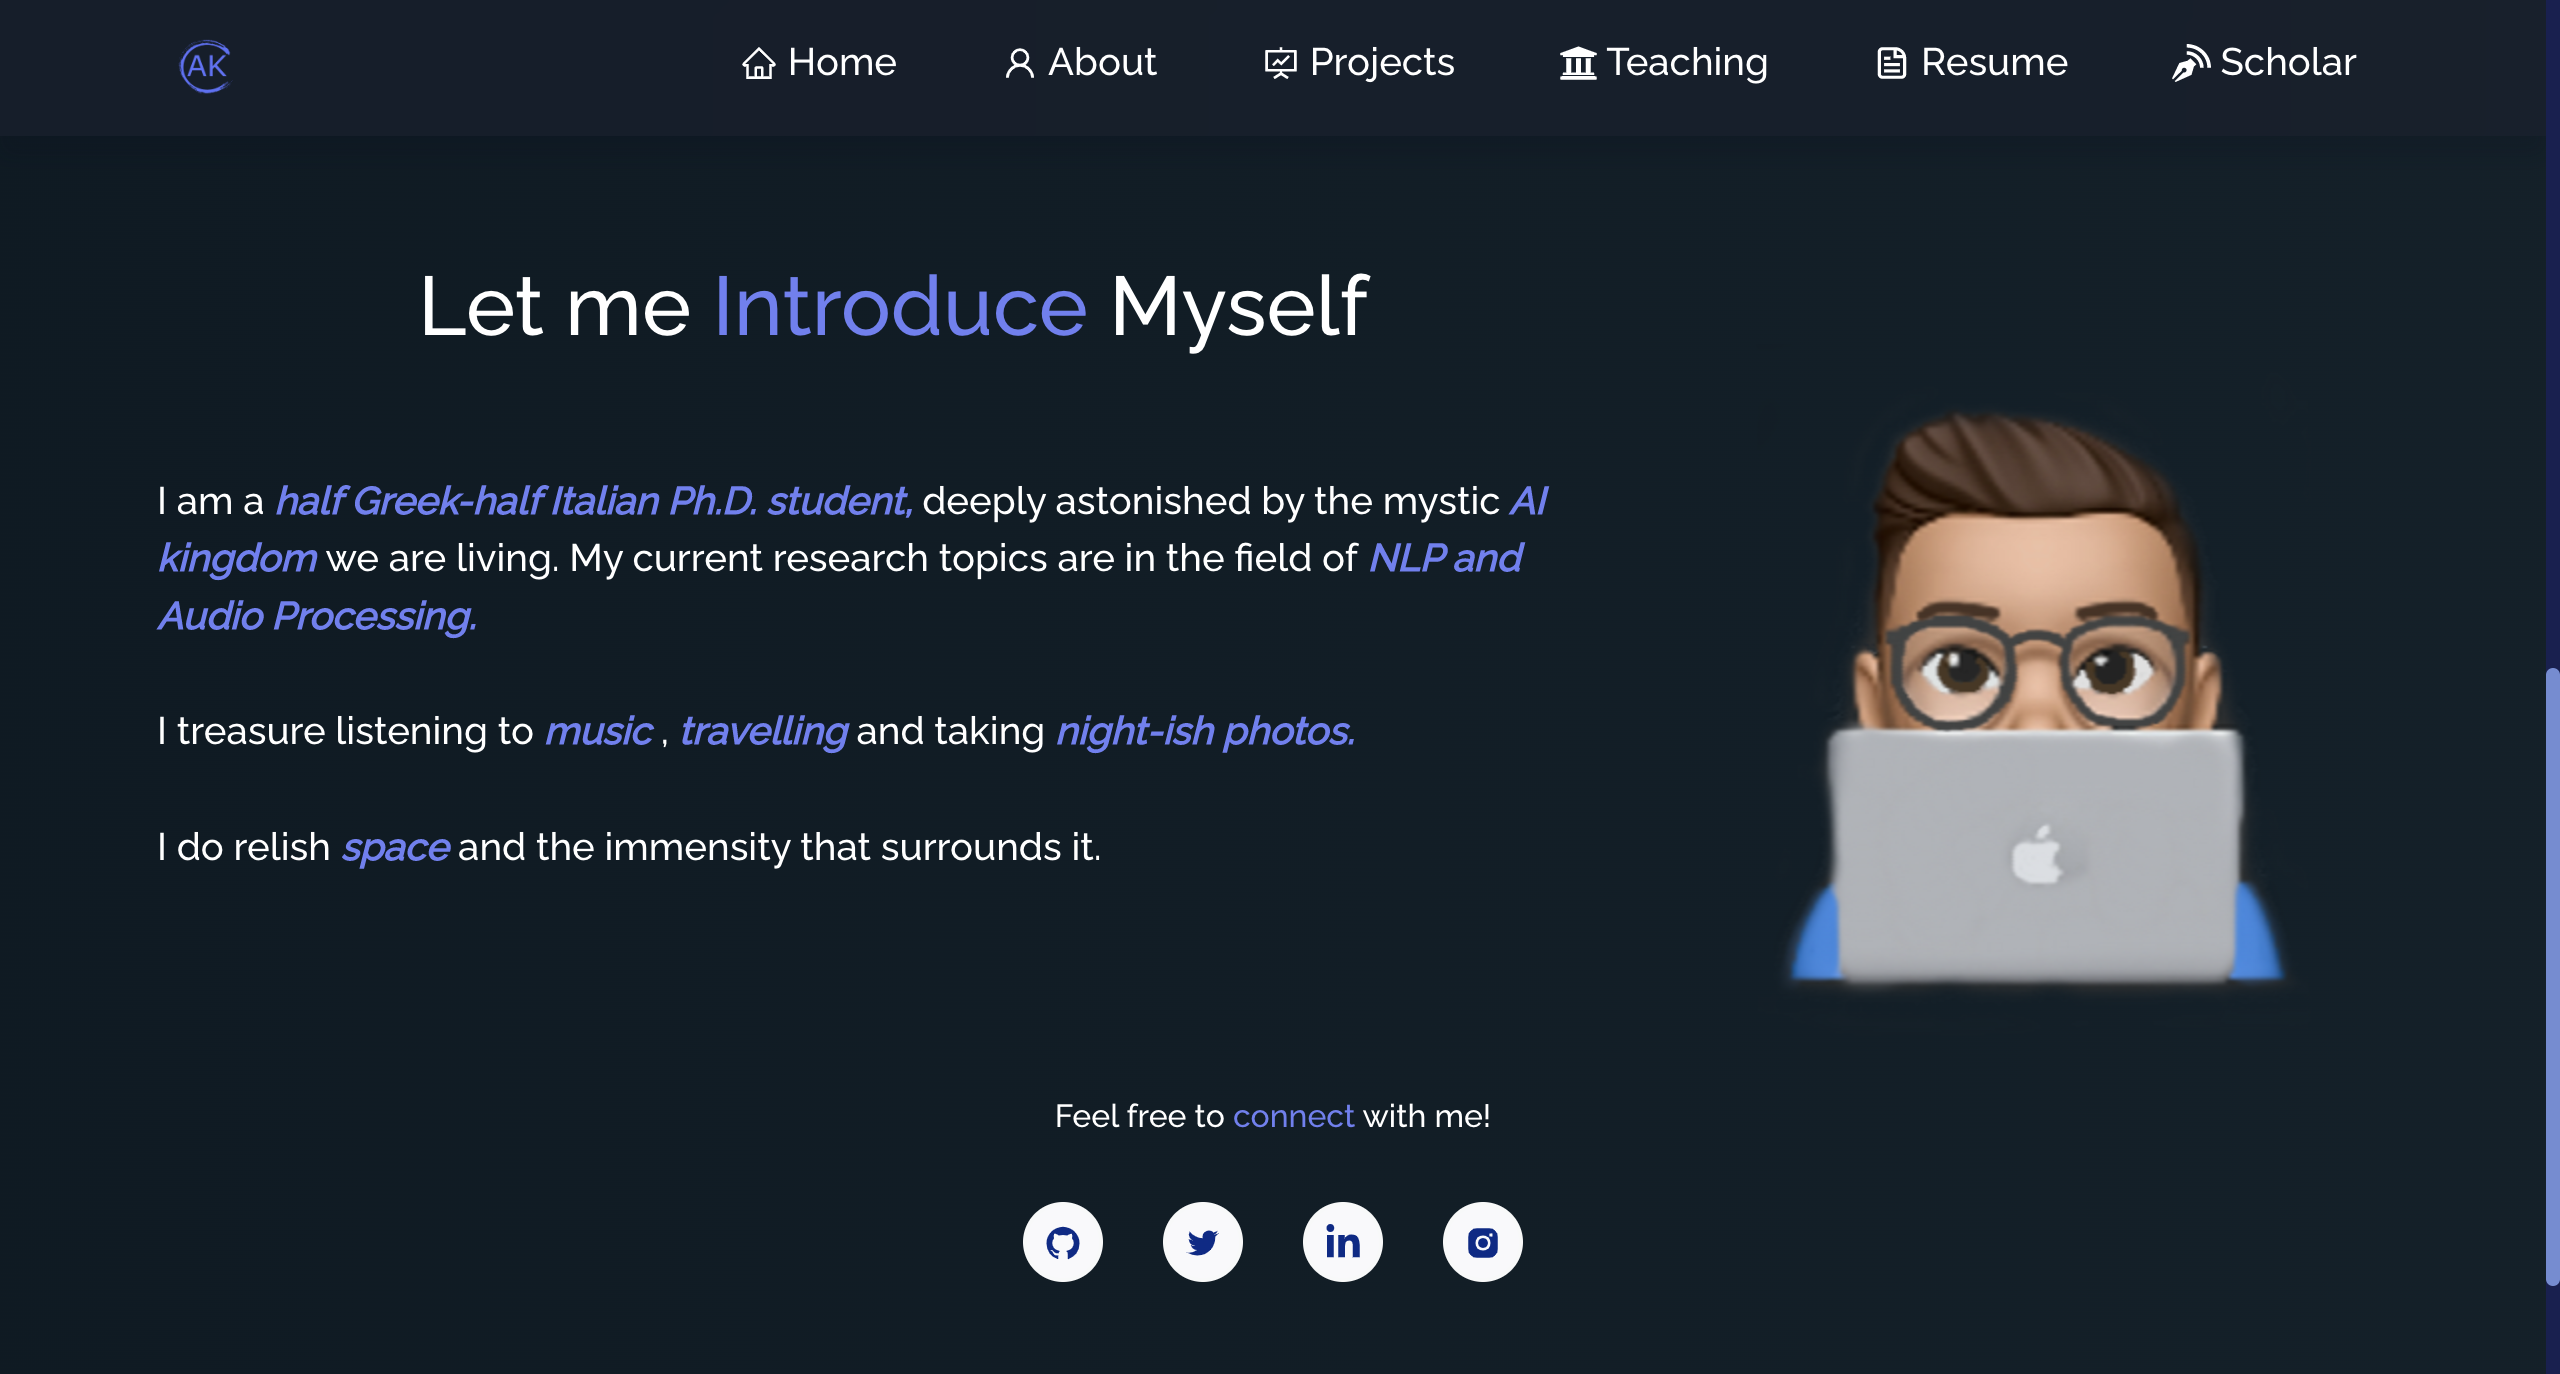 AK
Home About Projects Teaching Resume Scholar
Let me Introduce Myself
I am a half Greek-half Italian Ph.D. student, deeply astonished by the mystic AI
kingdom we are living. My current research topics are in the field of NLP and
Audio Processing.
I treasure listening to music , travelling and taking night-ish photos.
I do relish space and the immensity that surrounds it.
Feel free to connect with me!
in